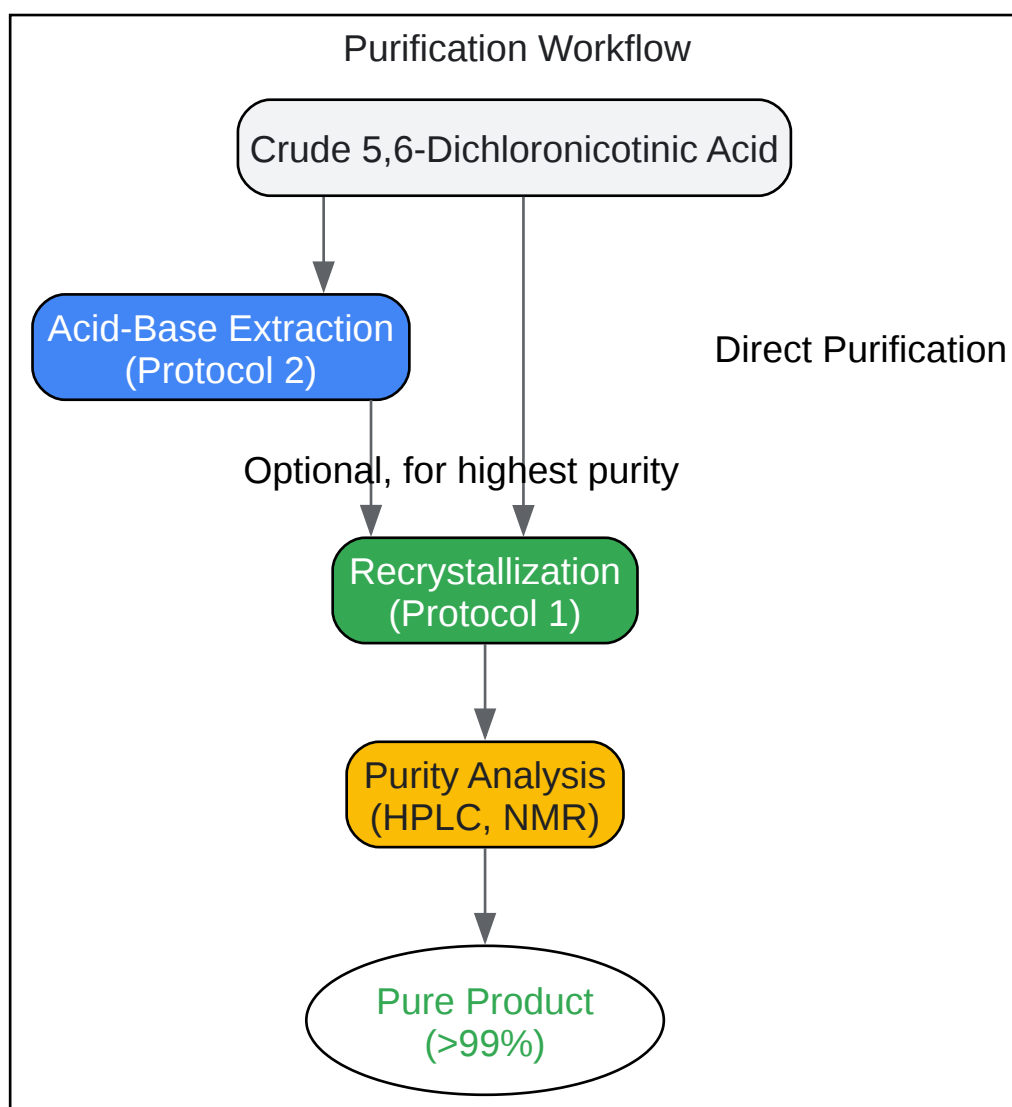 Purification Workflow
Crude 5,6-Dichloronicotinic Acid
Acid-Base Extraction
(Protocol 2)
Direct Purification
Optional, for highest purity
Recrystallization
(Protocol 1)
Purity Analysis
(HPLC, NMR)
Pure Product
(>99%)